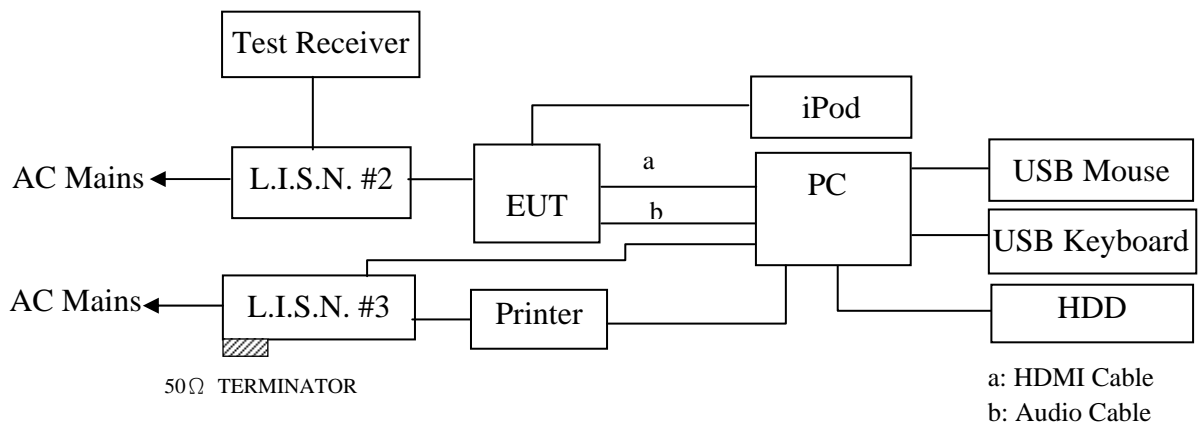 Test Receiver
iPod
AC Mains
L.I.S.N. #2
EUT
a
b
PC
USB Mouse
USB Keyboard
HDD
AC Mains
L.I.S.N. #3
Printer
50Ω TERMINATOR
a: HDMI Cable
b: Audio Cable